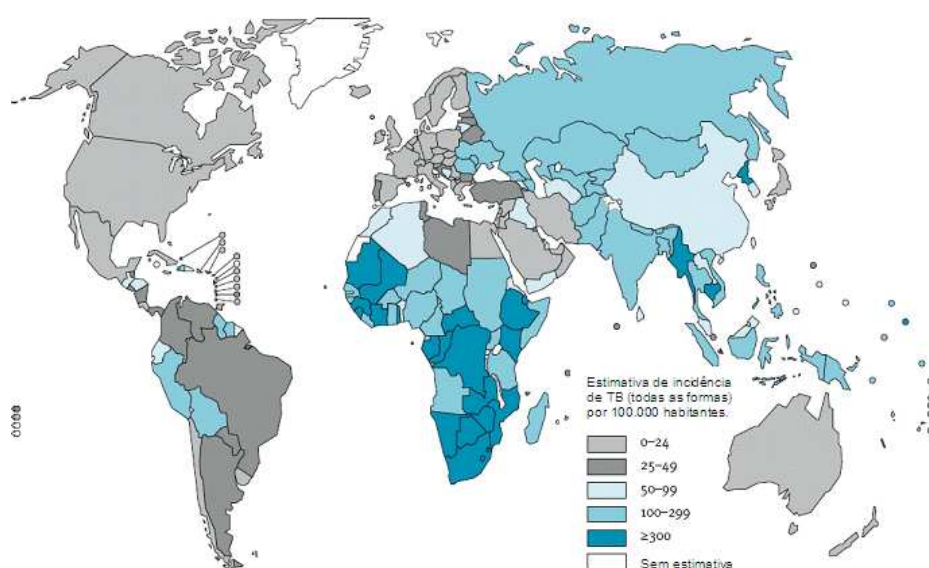 Estimativa de incidência
de TB (todas as formas)
por 100.000 habitantes.
0–24
25–49
50–99
100–299
≥300
Sem estimativa